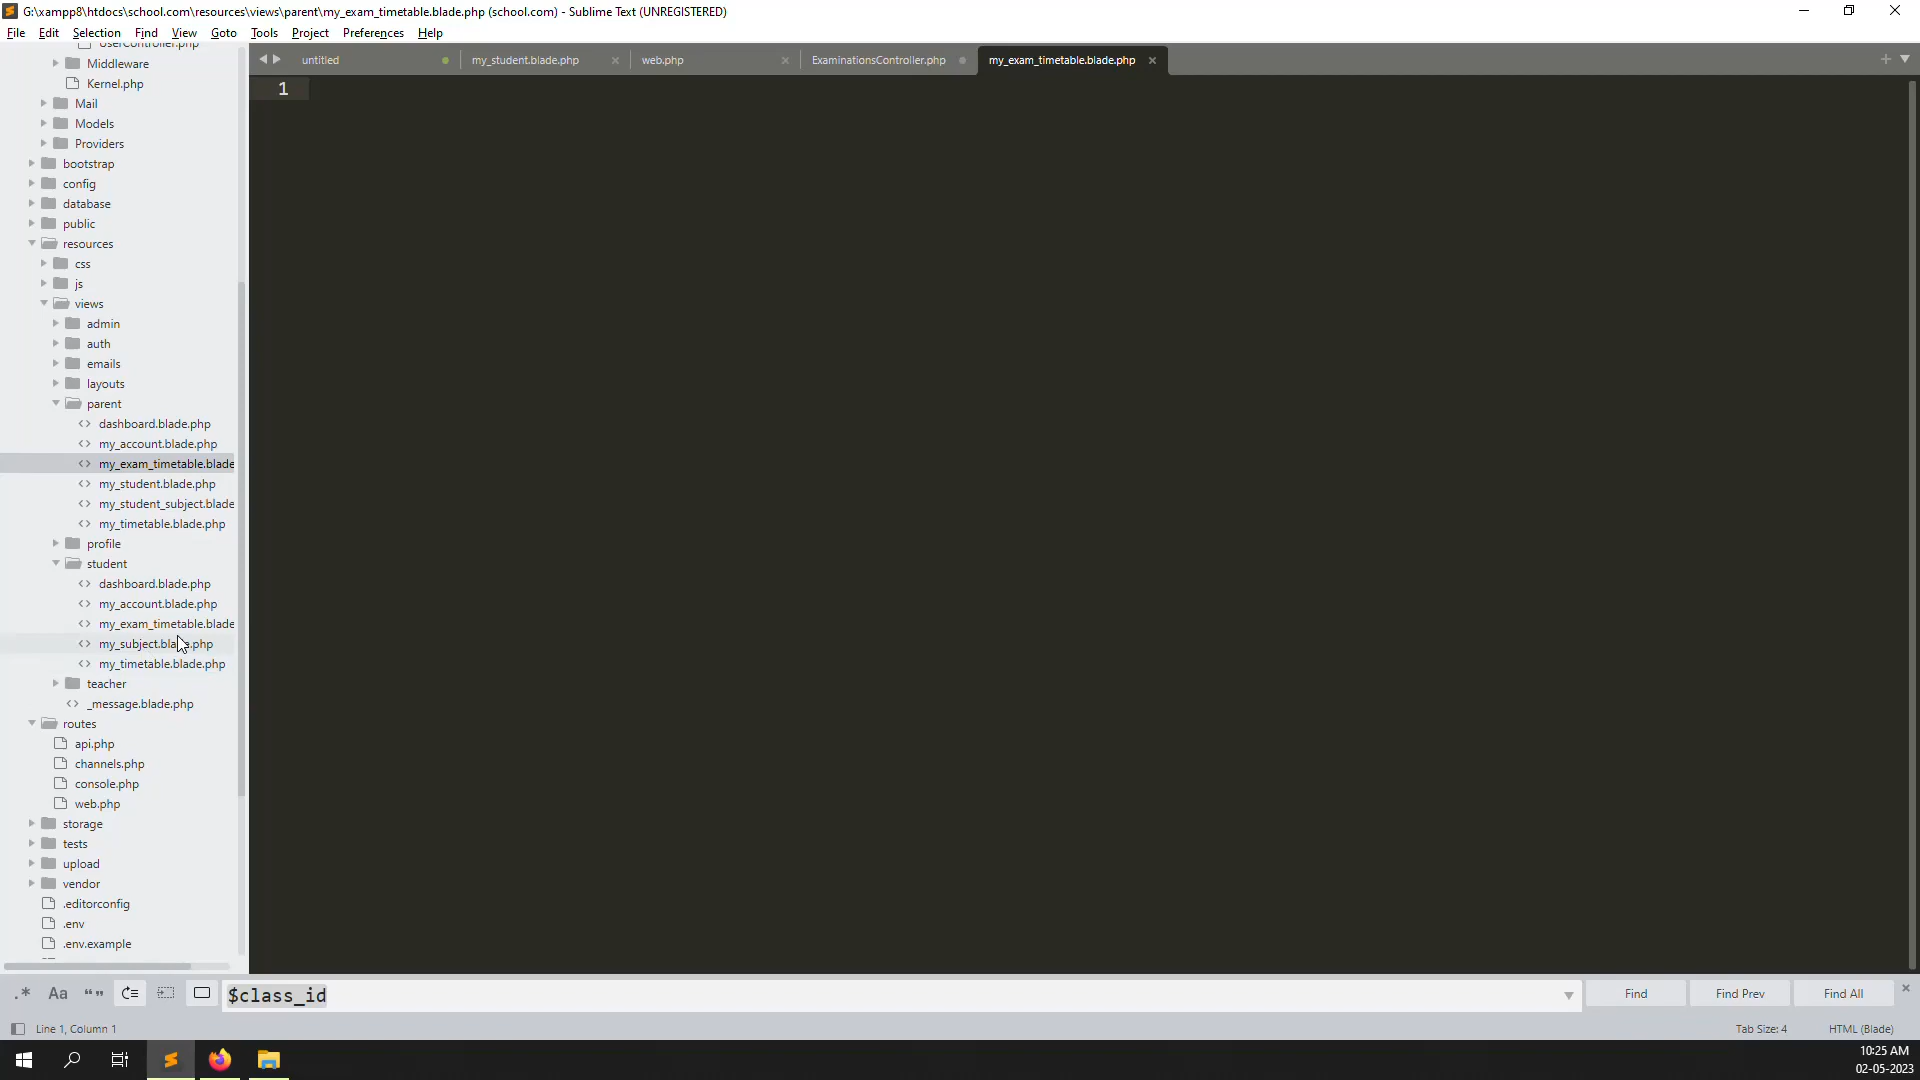 G:\xampp8\htdocs\school.com\resources\views\parent\my_exam_timetable.blade.php (school.com) - Sublime Text (UNREGISTERED)
File Edit Selection Find View Goto Tools Project Preferences Help
untitled my_student.blade.php web.php ExaminationsController.php my_exam_timetable.blade.php
UserController.php
Middleware
Kernel.php
Mail
Models
Providers
bootstrap
config
database
public
resources
css
js
views
admin
auth
emails
layouts
parent
dashboard.blade.php
my_account.blade.php
my_exam_timetable.blade
my_student.blade.php
my_student_subject.blade
my_timetable.blade.php
profile
student
dashboard.blade.php
my_account.blade.php
my_exam_timetable.blade
my_subject.blade.php
my_timetable.blade.php
teacher
_message.blade.php
routes
api.php
channels.php
console.php
web.php
storage
tests
upload
vendor
.editorconfig
.env
.env.example
1
.* Aa “” $class_id Find Find Prev Find All
Line 1, Column 1 Tab Size: 4 HTML (Blade)
10:25 AM
02-05-2023